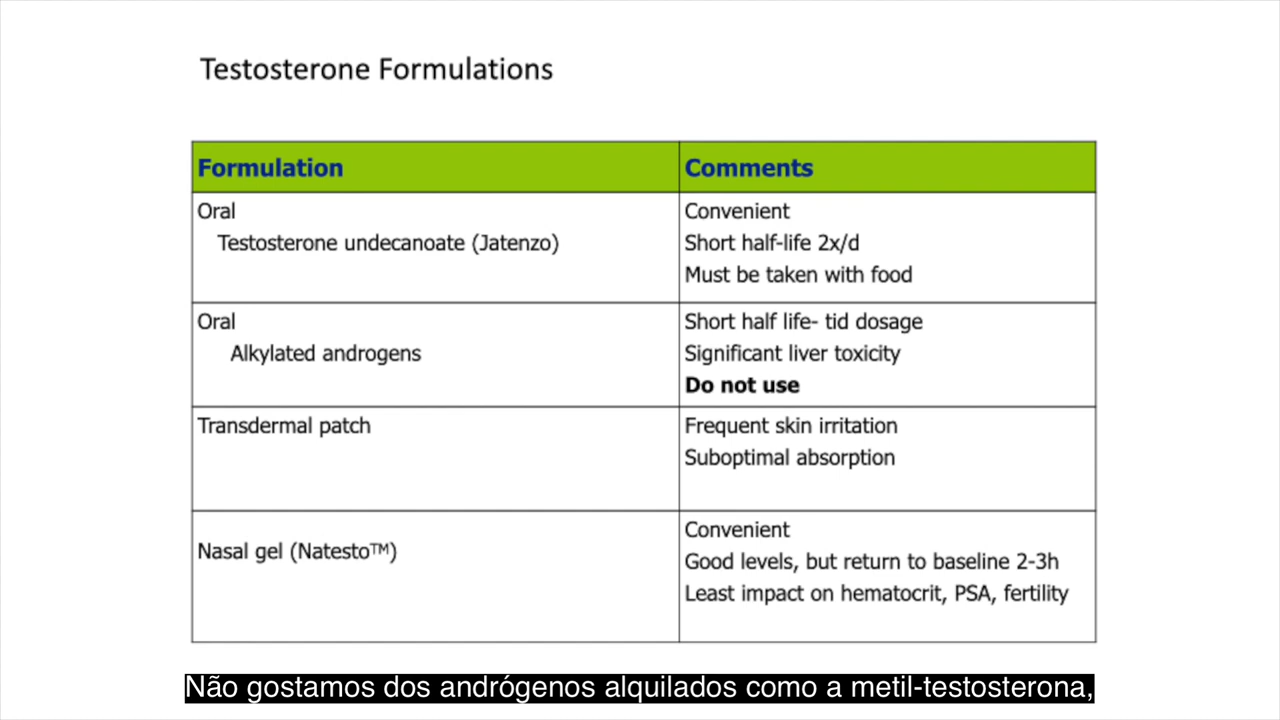 Testosterone Formulations
Formulation
Comments
Oral
Testosterone undecanoate (Jatenzo)
Convenient
Short half-life 2x/d
Must be taken with food
Oral
Alkylated androgens
Short half life- tid dosage
Significant liver toxicity
Do not use
Transdermal patch
Frequent skin irritation
Suboptimal absorption
Nasal gel (Natesto™)
Convenient
Good levels, but return to baseline 2-3h
Least impact on hematocrit, PSA, fertility
Não gostamos dos andrógenos alquilados como a metil-testosterona,